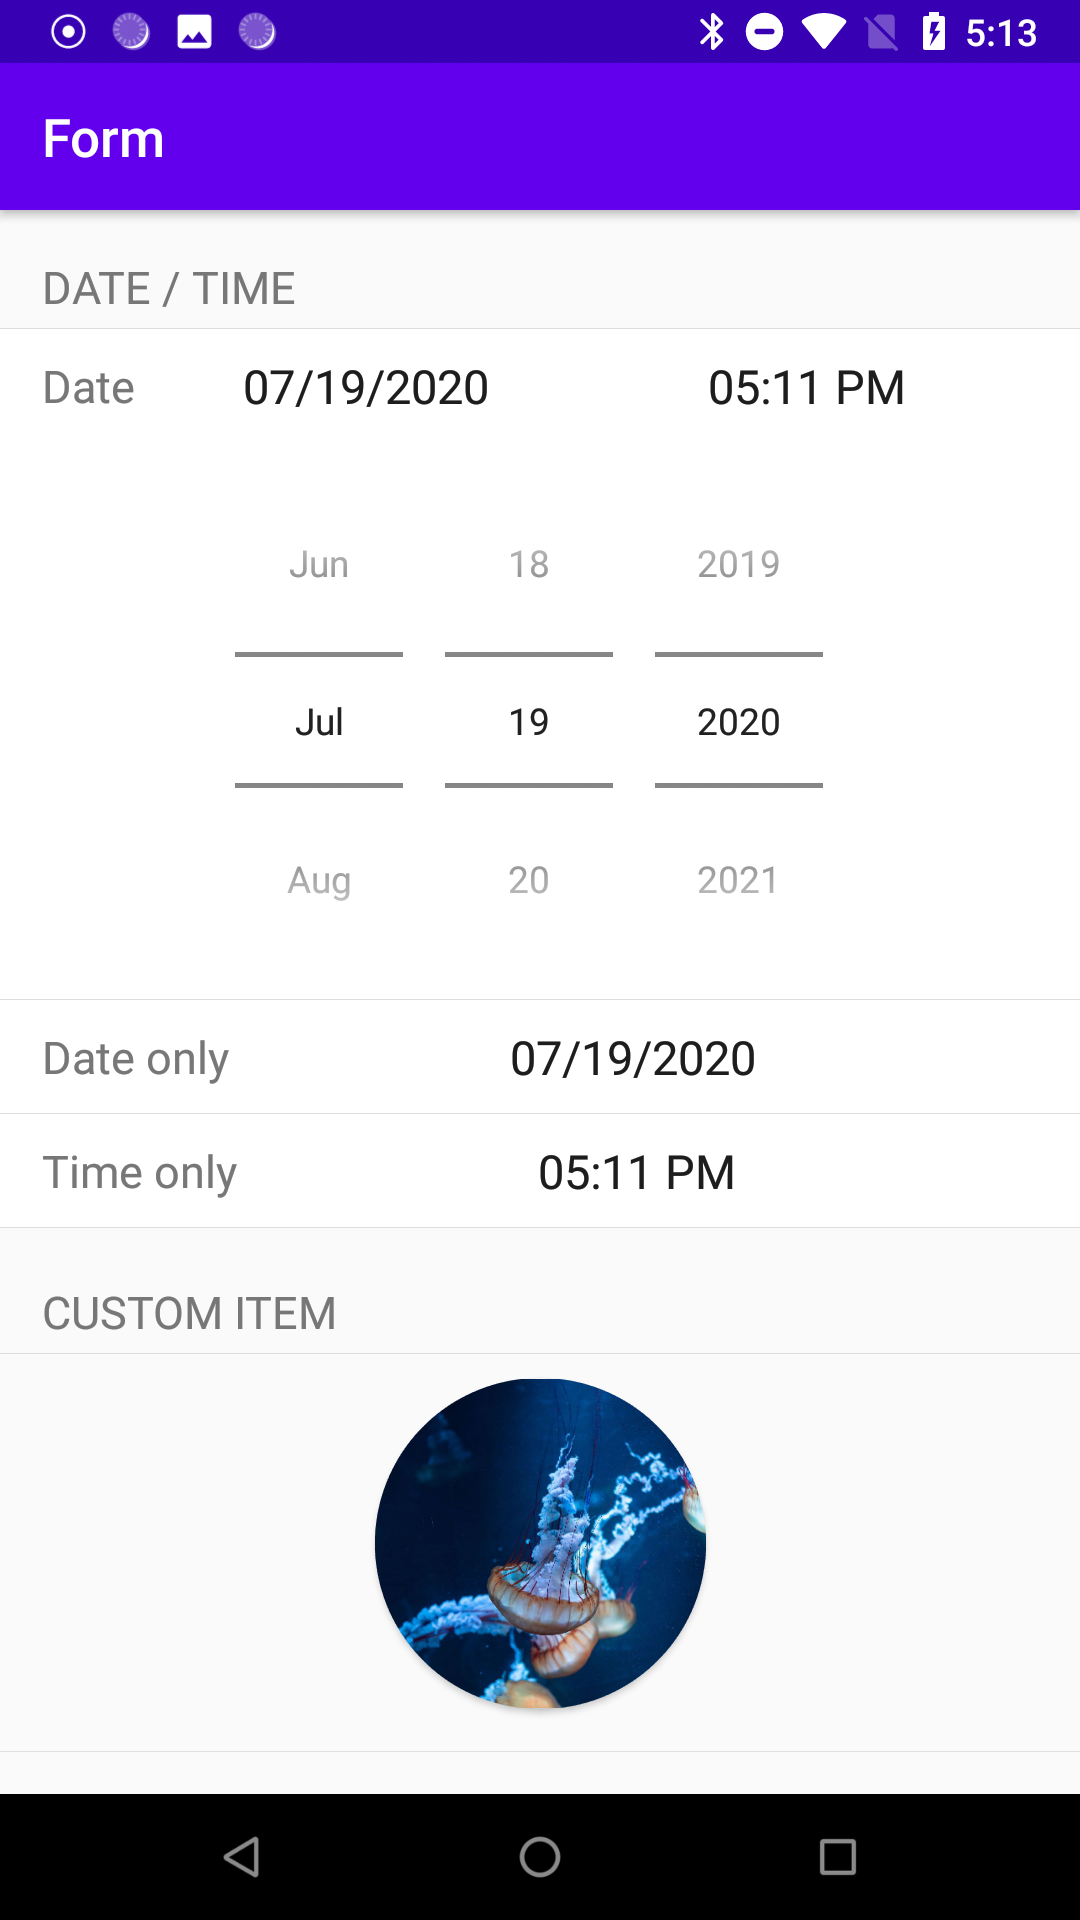 5:13
Form
DATE / TIME
Date 07/19/2020 05:11 PM
Jun 18 2019
Jul 19 2020
Aug 20 2021
Date only 07/19/2020
Time only 05:11 PM
CUSTOM ITEM